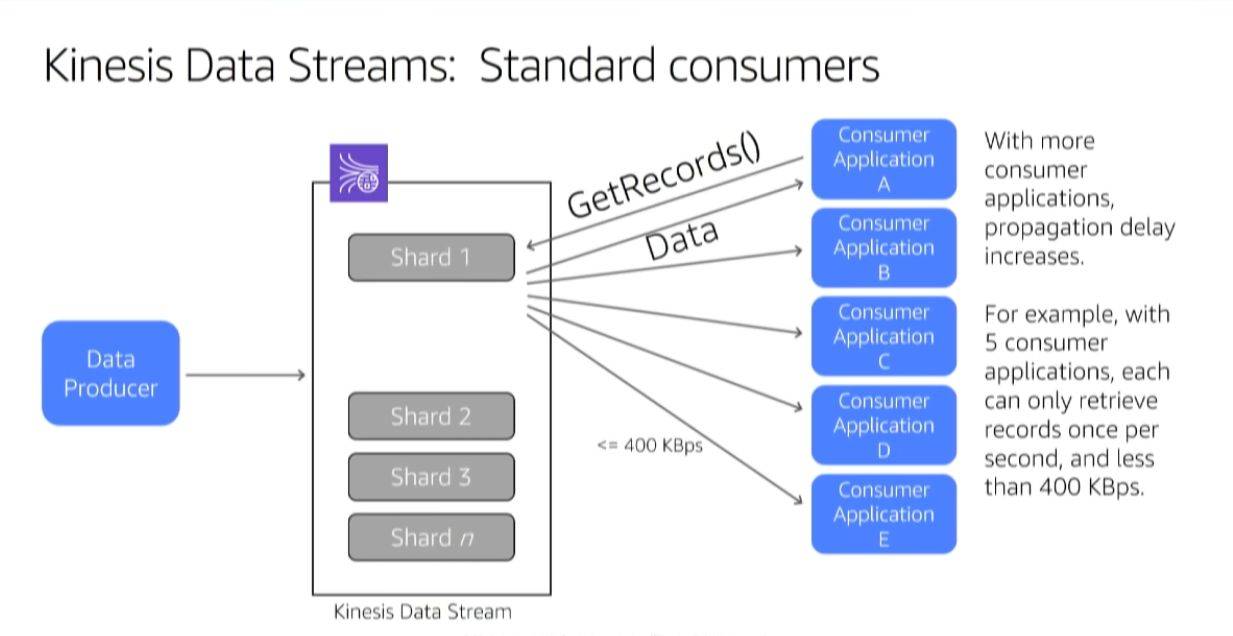 Kinesis Data Streams: Standard consumers
GetRecords()
Data
Data
Producer
Shard 1
Shard 2
Shard 3
Shard n
Kinesis Data Stream
<= 400 KBps
Consumer
Application
A
Consumer
Application
B
Consumer
Application
C
Consumer
Application
D
Consumer
Application
E
With more
consumer
applications,
propagation delay
increases.
For example, with
5 consumer
applications, each
can only retrieve
records once per
second, and less
than 400 KBps.